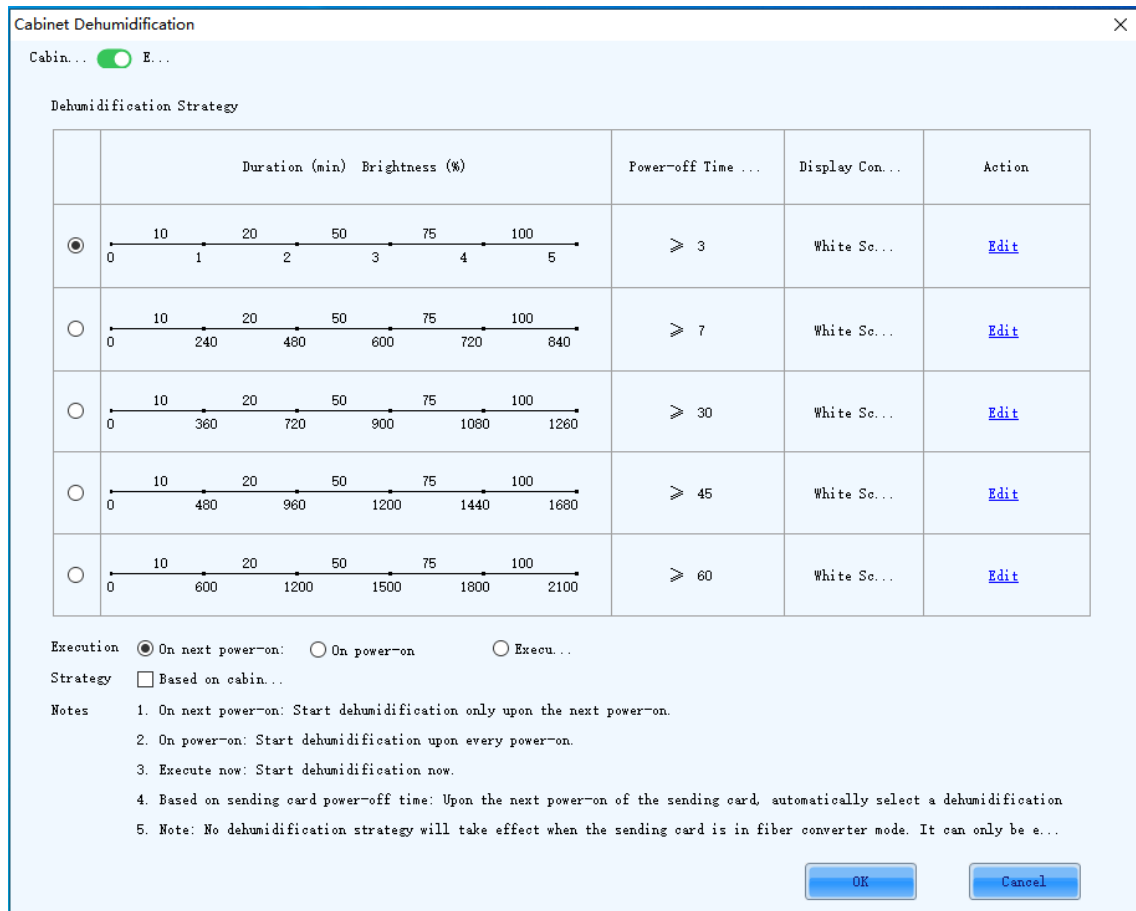 Cabinet Dehumidification
Cabin... E...
Dehumidification Strategy
Duration (min) Brightness (%) Power-off Time ... Display Con... Action
10 20 50 75 100
0 1 2 3 4 5
≥ 3 White Sc... Edit
10 20 50 75 100
0 240 480 600 720 840
≥ 7 White Sc... Edit
10 20 50 75 100
0 360 720 900 1080 1260
≥ 30 White Sc... Edit
10 20 50 75 100
0 480 960 1200 1440 1680
≥ 45 White Sc... Edit
10 20 50 75 100
0 600 1200 1500 1800 2100
≥ 60 White Sc... Edit
Execution On next power-on: On power-on Execu...
Strategy Based on cabin...
Notes 1. On next power-on: Start dehumidification only upon the next power-on.
2. On power-on: Start dehumidification upon every power-on.
3. Execute now: Start dehumidification now.
4. Based on sending card power-off time: Upon the next power-on of the sending card, automatically select a dehumidification
5. Note: No dehumidification strategy will take effect when the sending card is in fiber converter mode. It can only be e...
OK Cancel